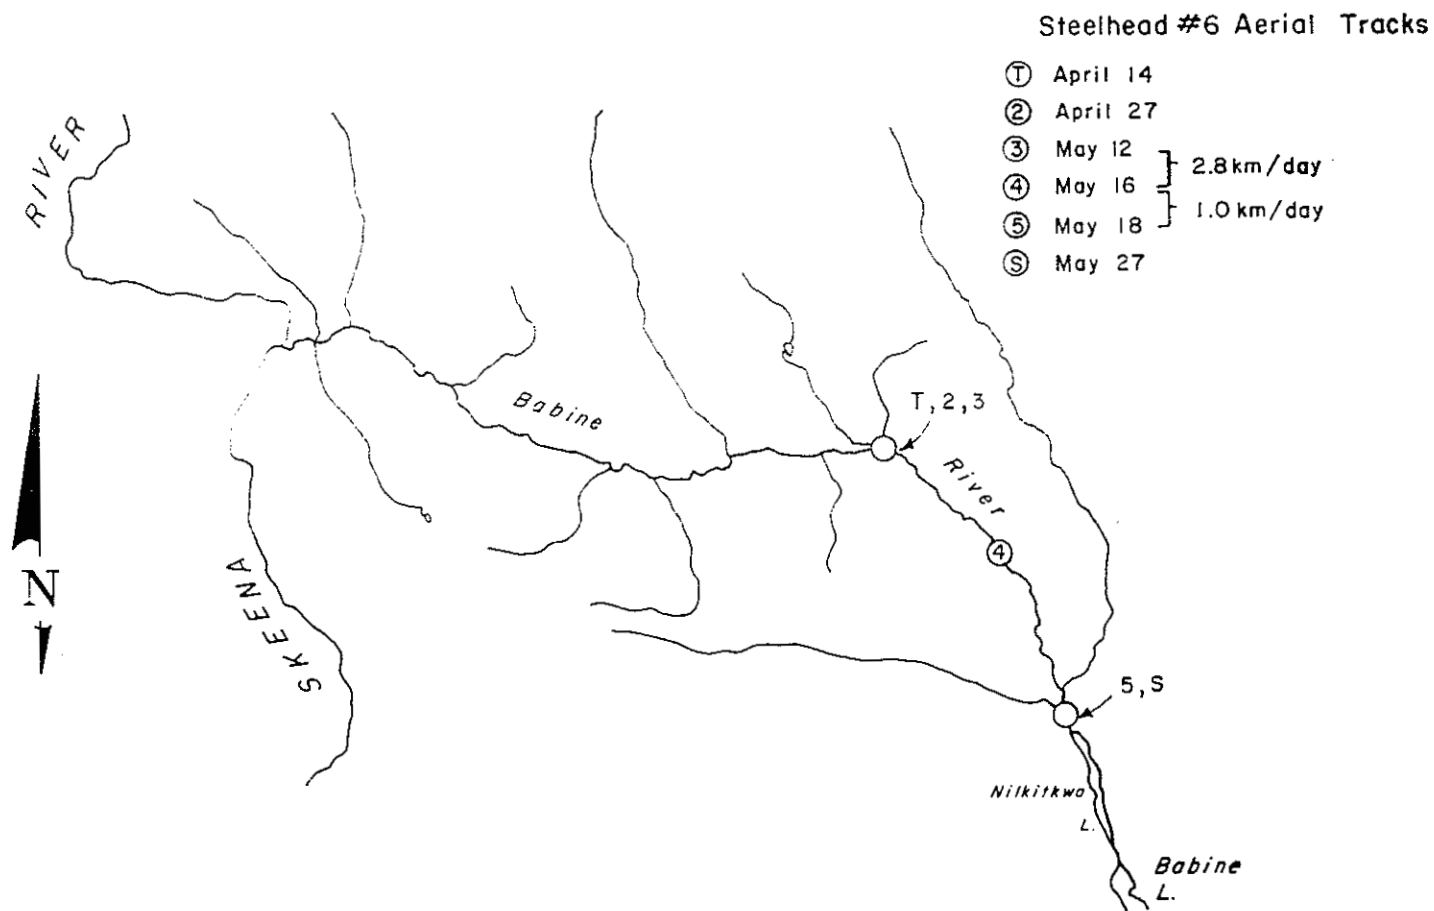 Steelhead #6 Aerial Tracks
T April 14
2 April 27
3 May 12
2.8 km/day
4 May 16
1.0 km/day
5 May 18
S May 27
RIVER
Babine
T, 2, 3
River
4
N
SKEENA
5, S
Nilkitkwa
L.
Babine
L.